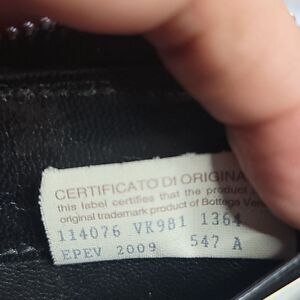 CERTIFICATO DI ORIGINA
this label certifies that the product
original trademark product of Bottega Ven
114076 VK981 1364
EPEV 2009 547 A